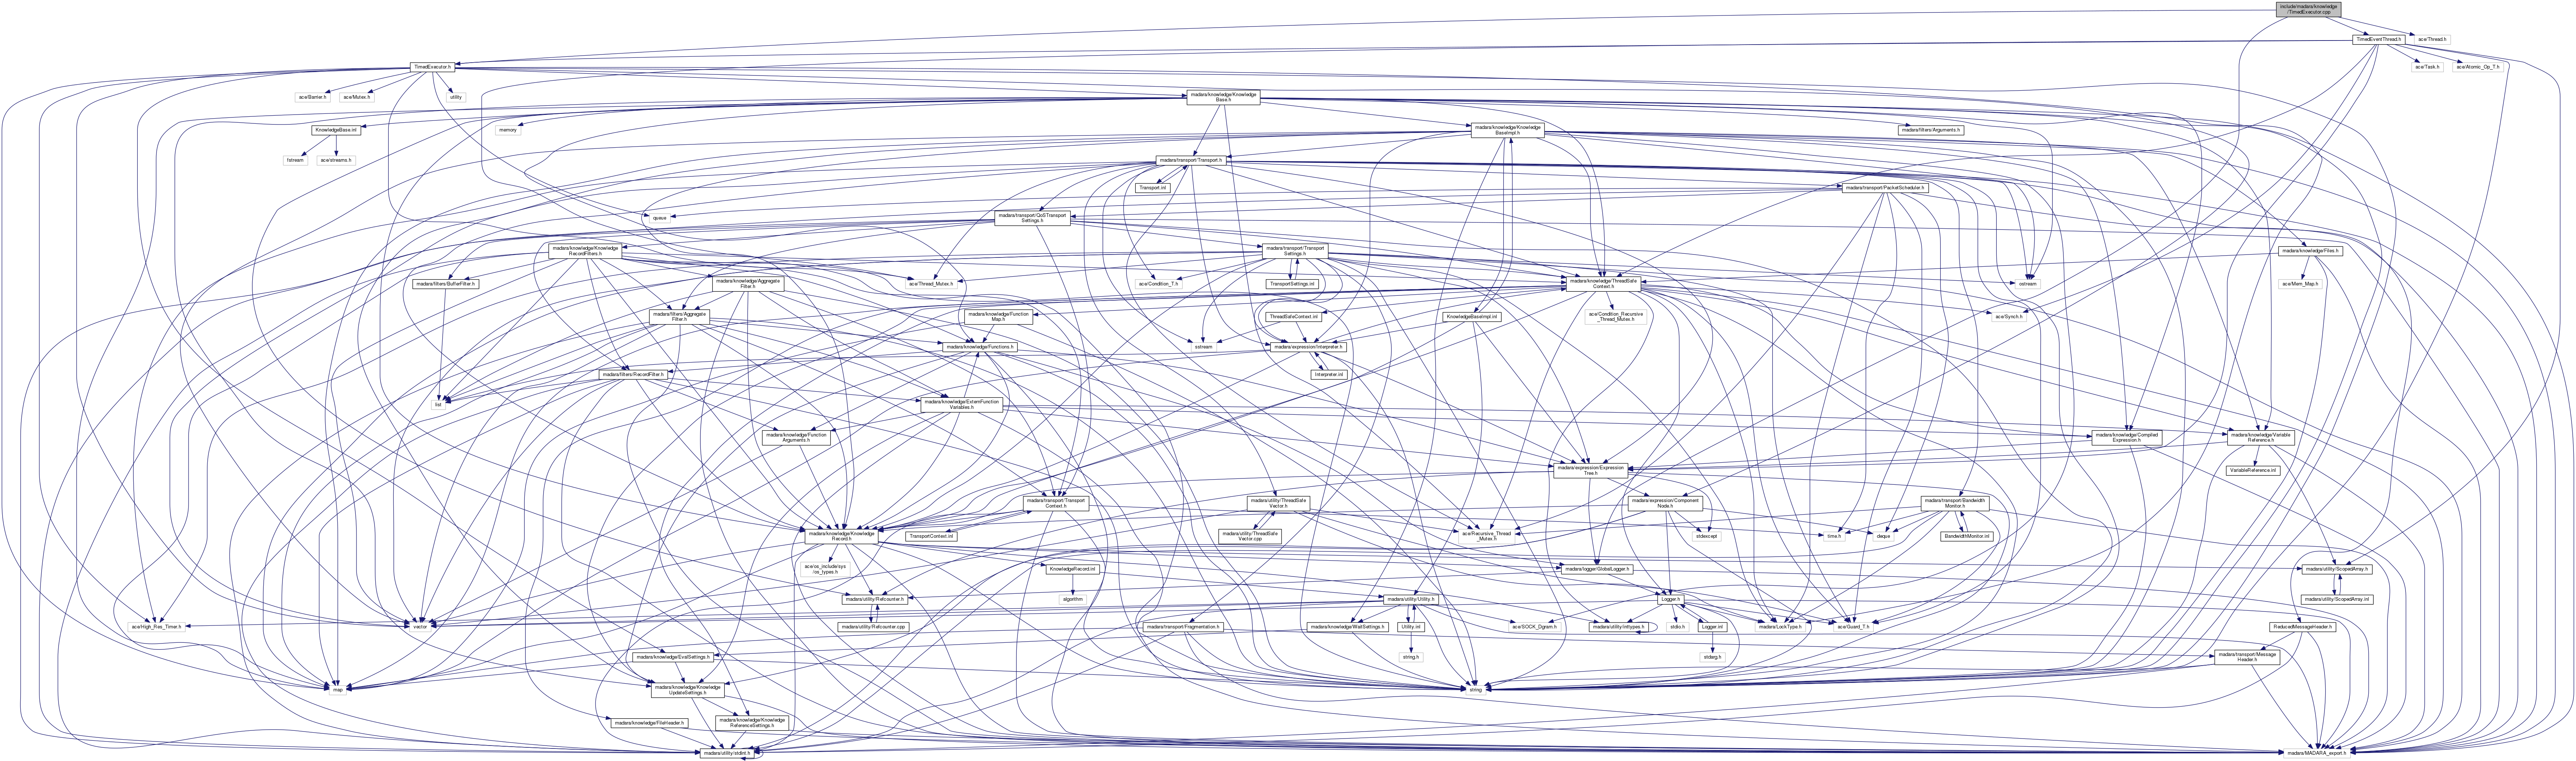 include/madara/knowledge
/TimedExecutor.cpp
TimedEventThread.h
ace/Thread.h
TimedExecutor.h
ace/Task.h
ace/Atomic_Op_T.h
ace/Barrier.h
ace/Mutex.h
utility
madara/knowledge/Knowledge
Base.h
KnowledgeBase.inl
memory
madara/knowledge/Knowledge
BaseImpl.h
madara/filters/Arguments.h
fstream
ace/streams.h
madara/transport/Transport.h
Transport.inl
madara/transport/PacketScheduler.h
queue
madara/transport/QoSTransport
Settings.h
madara/knowledge/Knowledge
RecordFilters.h
madara/transport/Transport
Settings.h
madara/knowledge/Files.h
madara/filters/BufferFilter.h
madara/knowledge/Aggregate
Filter.h
ace/Thread_Mutex.h
ace/Condition_T.h
TransportSettings.inl
madara/knowledge/ThreadSafe
Context.h
ostream
ace/Mem_Map.h
madara/filters/Aggregate
Filter.h
madara/knowledge/Function
Map.h
ThreadSafeContext.inl
KnowledgeBaseImpl.inl
ace/Condition_Recursive
_Thread_Mutex.h
ace/Synch.h
madara/knowledge/Functions.h
sstream
madara/expression/Interpreter.h
madara/filters/RecordFilter.h
Interpreter.inl
list
madara/knowledge/ExternFunction
Variables.h
madara/knowledge/Function
Arguments.h
madara/knowledge/Compiled
Expression.h
madara/knowledge/Variable
Reference.h
madara/expression/Expression
Tree.h
VariableReference.inl
madara/transport/Transport
Context.h
madara/utility/ThreadSafe
Vector.h
madara/expression/Component
Node.h
madara/transport/Bandwidth
Monitor.h
madara/knowledge/Knowledge
Record.h
TransportContext.inl
madara/utility/ThreadSafe
Vector.cpp
ace/Recursive_Thread
_Mutex.h
stdexcept
time.h
deque
BandwidthMonitor.inl
ace/os_include/sys
/os_types.h
KnowledgeRecord.inl
madara/logger/GlobalLogger.h
madara/utility/ScopedArray.h
madara/utility/Refcounter.h
algorithm
madara/utility/Utility.h
Logger.h
madara/utility/ScopedArray.inl
ace/High_Res_Timer.h
vector
madara/utility/Refcounter.cpp
madara/transport/Fragmentation.h
madara/knowledge/WaitSettings.h
Utility.inl
ace/SOCK_Dgram.h
madara/utility/inttypes.h
stdio.h
Logger.inl
madara/LockType.h
ace/Guard_T.h
ReducedMessageHeader.h
madara/knowledge/EvalSettings.h
string.h
stdarg.h
madara/transport/Message
Header.h
map
madara/knowledge/Knowledge
UpdateSettings.h
string
madara/knowledge/FileHeader.h
madara/knowledge/Knowledge
ReferenceSettings.h
madara/utility/stdint.h
madara/MADARA_export.h